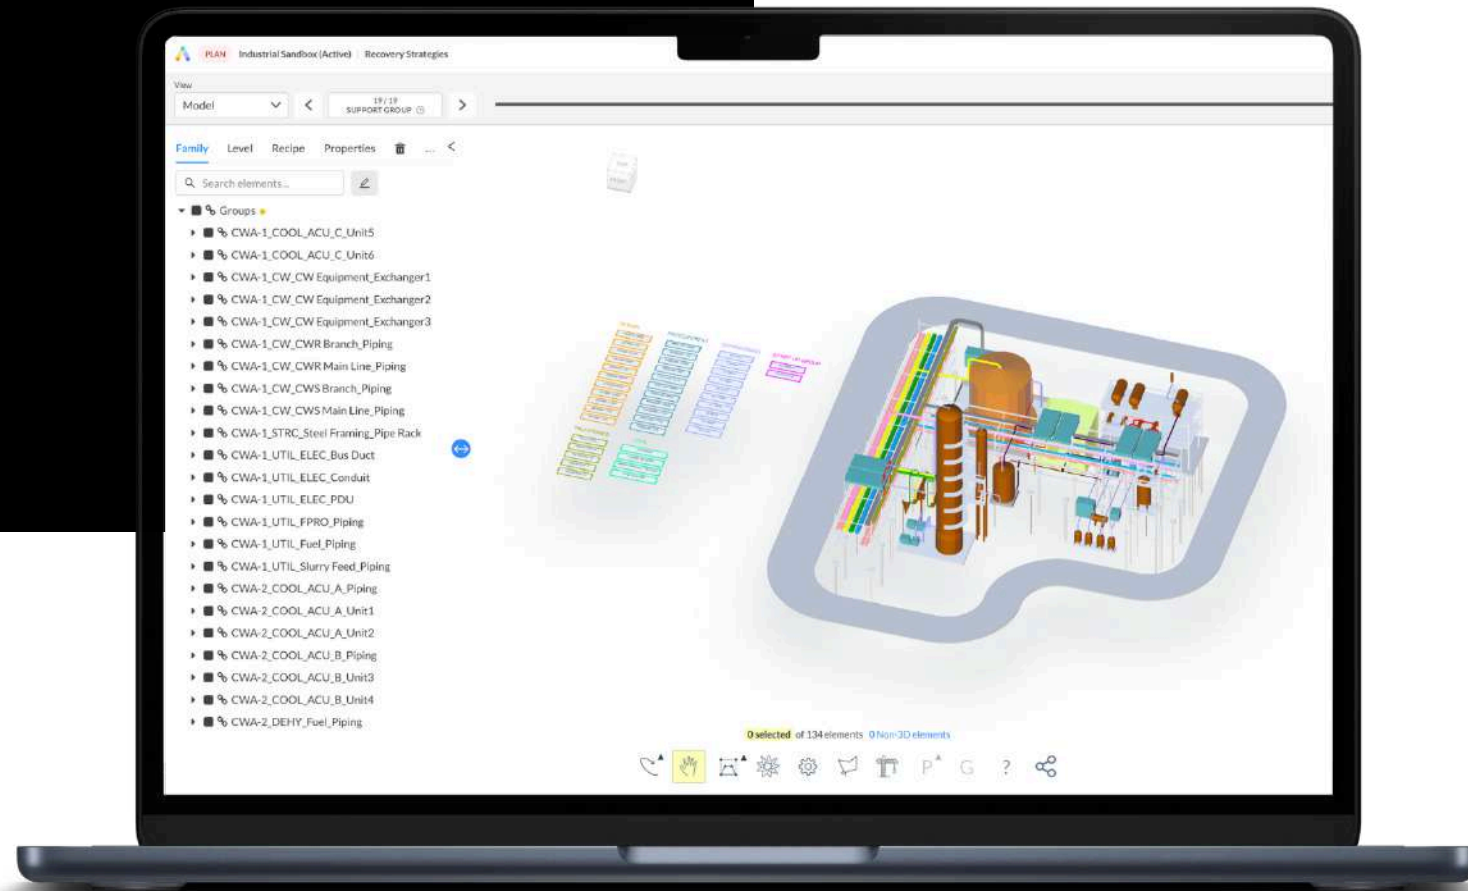 PLAN Industrial Sandbox (Active) Recovery Strategies
View
Model
19/19
SUPPORT GROUP
Family Level Recipe Properties ...
Search elements...
Groups
CWA-1_COOL_ACU_C_Unit5
CWA-1_COOL_ACU_C_Unit6
CWA-1_CW_CW Equipment_Exchanger1
CWA-1_CW_CW Equipment_Exchanger2
CWA-1_CW_CW Equipment_Exchanger3
CWA-1_CW_CWR Branch_Piping
CWA-1_CW_CWR Main Line_Piping
CWA-1_CW_CWS Branch_Piping
CWA-1_CW_CWS Main Line_Piping
CWA-1_STRC_Steel Framing_Pipe Rack
CWA-1_UTIL_ELEC_Bus Duct
CWA-1_UTIL_ELEC_Conduit
CWA-1_UTIL_ELEC_PDU
CWA-1_UTIL_FPRO_Piping
CWA-1_UTIL_Fuel_Piping
CWA-1_UTIL_Slurry Feed_Piping
CWA-2_COOL_ACU_A_Piping
CWA-2_COOL_ACU_A_Unit1
CWA-2_COOL_ACU_A_Unit2
CWA-2_COOL_ACU_B_Piping
CWA-2_COOL_ACU_B_Unit3
CWA-2_COOL_ACU_B_Unit4
CWA-2_DEHY_Fuel_Piping
0 selected of 134 elements 0 Non-3D elements
P G ?